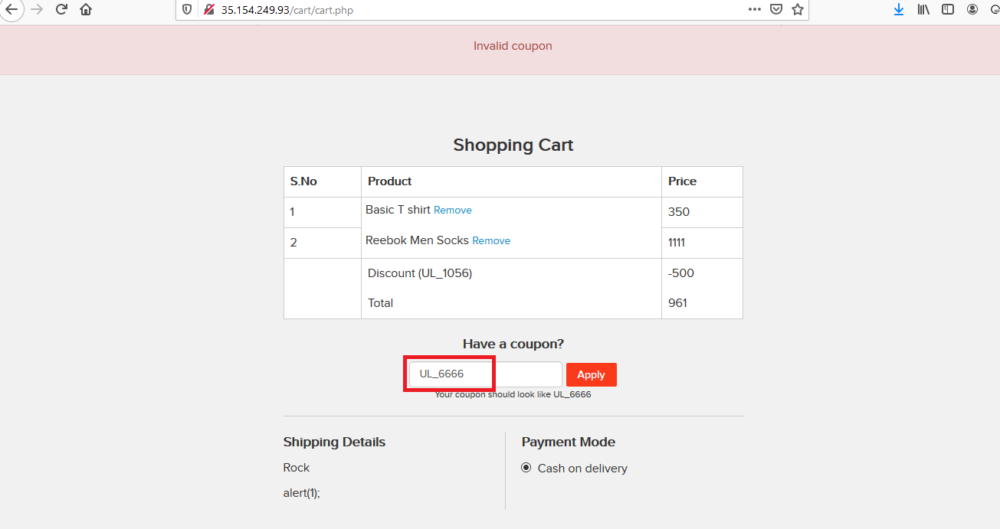 35.154.249.93/cart/cart.php
Invalid coupon
Shopping Cart
S.No Product Price
1 Basic T shirt Remove 350
2 Reebok Men Socks Remove 1111
Discount (UL_1056) -500
Total 961
Have a coupon?
UL_6666 Apply
Your coupon should look like UL_6666
Shipping Details Payment Mode
Rock Cash on delivery
alert(1);